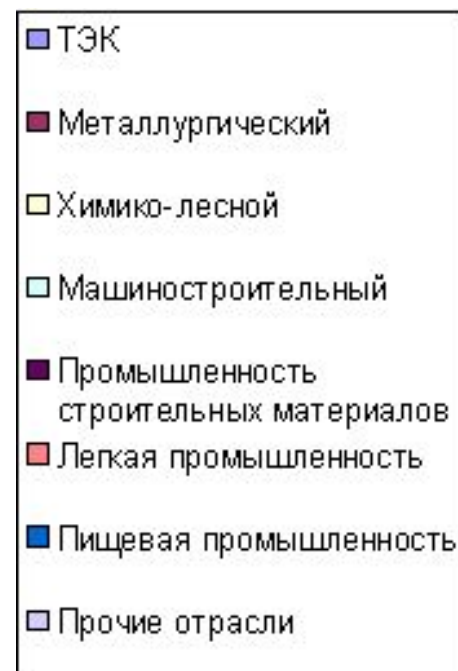 ТЭК
Металлургический
Химико-лесной
Машиностроительный
Промышленность
строительных материалов
Легкая промышленность
Пищевая промышленность
Прочие отрасли